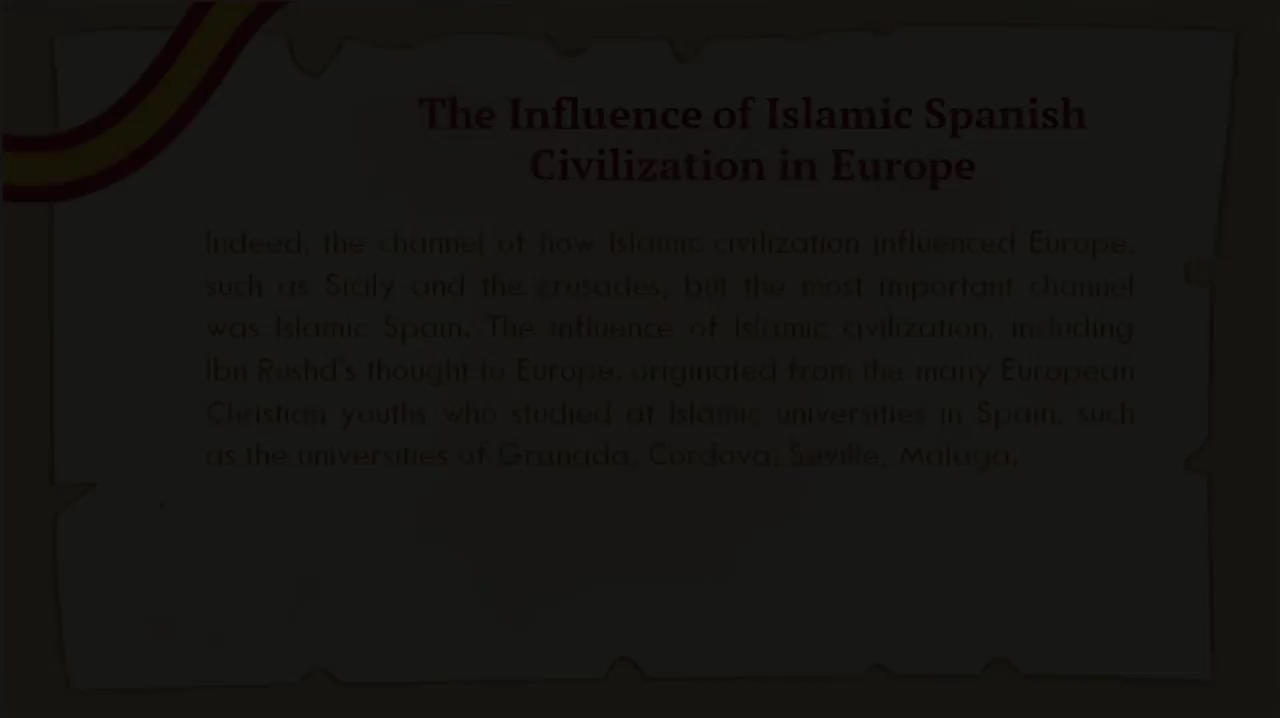 The Influence of Islamic Spanish
Civilization in Europe
Indeed, the channel of how Islamic civilization influenced Europe,
such as Sicily and the crusades, but the most important channel
was Islamic Spain. The influence of Islamic civilization, including
Ibn Rushd's thought to Europe, originated from the many European
Christian youths who studied at Islamic universities in Spain, such
as the universities of Granada, Cordova, Seville, Malaga.